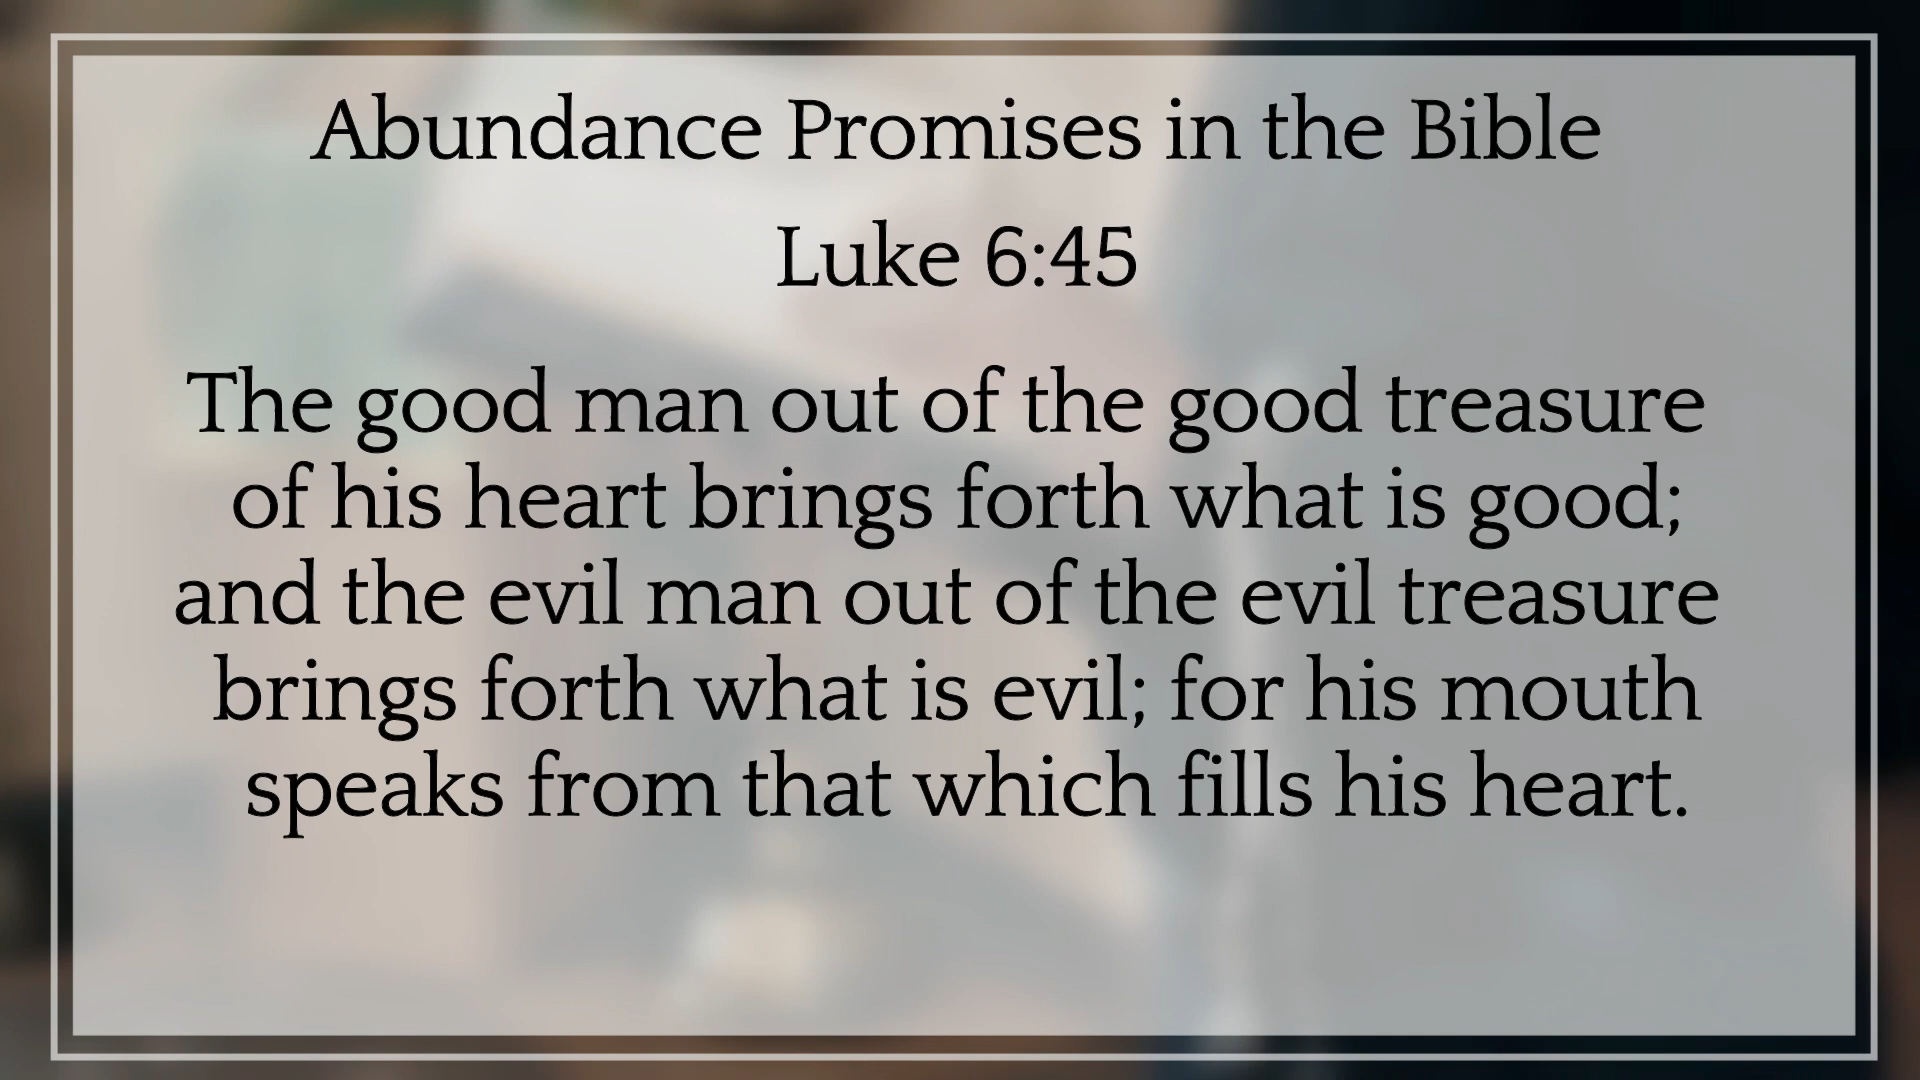 Abundance Promises in the Bible
Luke 6:45
The good man out of the good treasure
of his heart brings forth what is good;
and the evil man out of the evil treasure
brings forth what is evil; for his mouth
speaks from that which fills his heart.